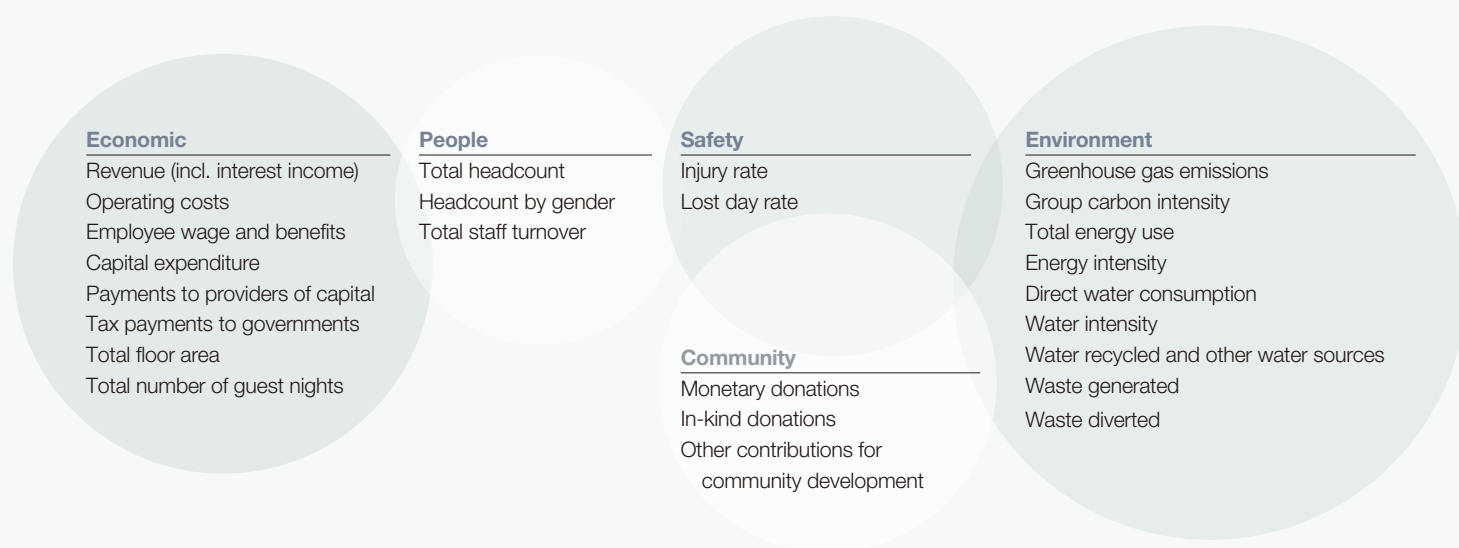 Economic
Revenue (incl. interest income)
Operating costs
Employee wage and benefits
Capital expenditure
Payments to providers of capital
Tax payments to governments
Total floor area
Total number of guest nights
People
Total headcount
Headcount by gender
Total staff turnover
Safety
Injury rate
Lost day rate
Community
Monetary donations
In-kind donations
Other contributions for
community development
Environment
Greenhouse gas emissions
Group carbon intensity
Total energy use
Energy intensity
Direct water consumption
Water intensity
Water recycled and other water sources
Waste generated
Waste diverted